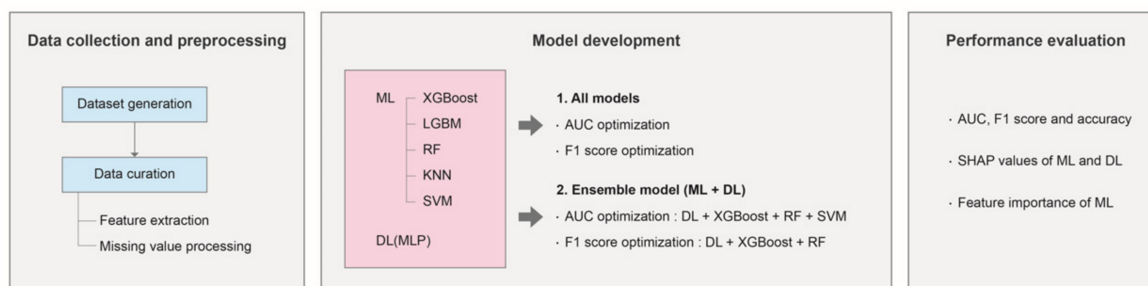 Data collection and preprocessing
Dataset generation
Data curation
Feature extraction
Missing value processing
Model development
ML
XGBoost
LGBM
RF
KNN
SVM
DL(MLP)
1. All models
· AUC optimization
· F1 score optimization
2. Ensemble model (ML + DL)
· AUC optimization : DL + XGBoost + RF + SVM
· F1 score optimization : DL + XGBoost + RF
Performance evaluation
· AUC, F1 score and accuracy
· SHAP values of ML and DL
· Feature importance of ML